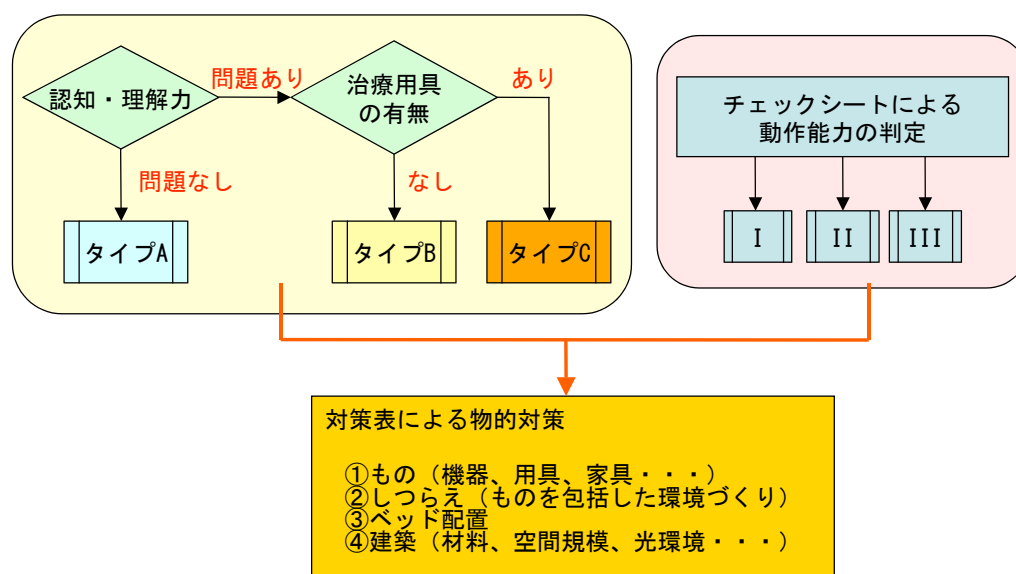 認知・理解力
問題あり
治療用具
の有無
あり
問題なし
なし
タイプA
タイプB
タイプC
チェックシートによる
動作能力の判定
I
II
III
対策表による物的対策
①もの（機器、用具、家具・・・）
②しつらえ（ものを包括した環境づくり）
③ベッド配置
④建築（材料、空間規模、光環境・・・）